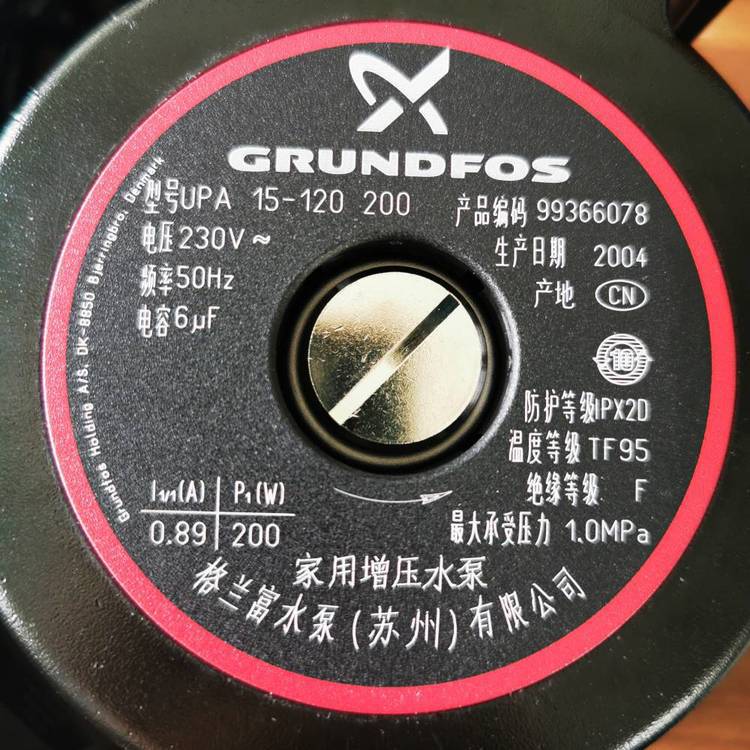 GRUNDFOS
型号UPA 15-120 200
产品编码 99366078
电压230V ~
生产日期 2004
频率50Hz
产地 CN
电容6µF
防护等级IPX2D
温度等级 TF95
绝缘等级 F
最大承受压力 1.0MPa
I1/1(A) P1(W)
0.89 200
家用增压水泵
格兰富水泵(苏州)有限公司
Grundfos Holding A/S, DK-8850 Bjerringbro, Denmark